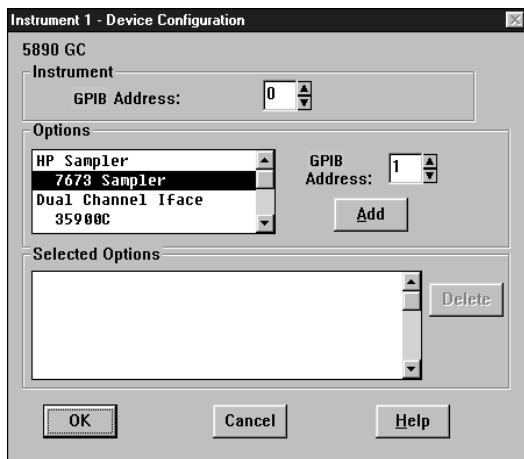 Instrument 1 - Device Configuration
5890 GC
Instrument
GPIB Address:
0
Options
HP Sampler
7673 Sampler
Dual Channel Iface
35900C
GPIB
Address:
1
Add
Selected Options
Delete
OK
Cancel
Help